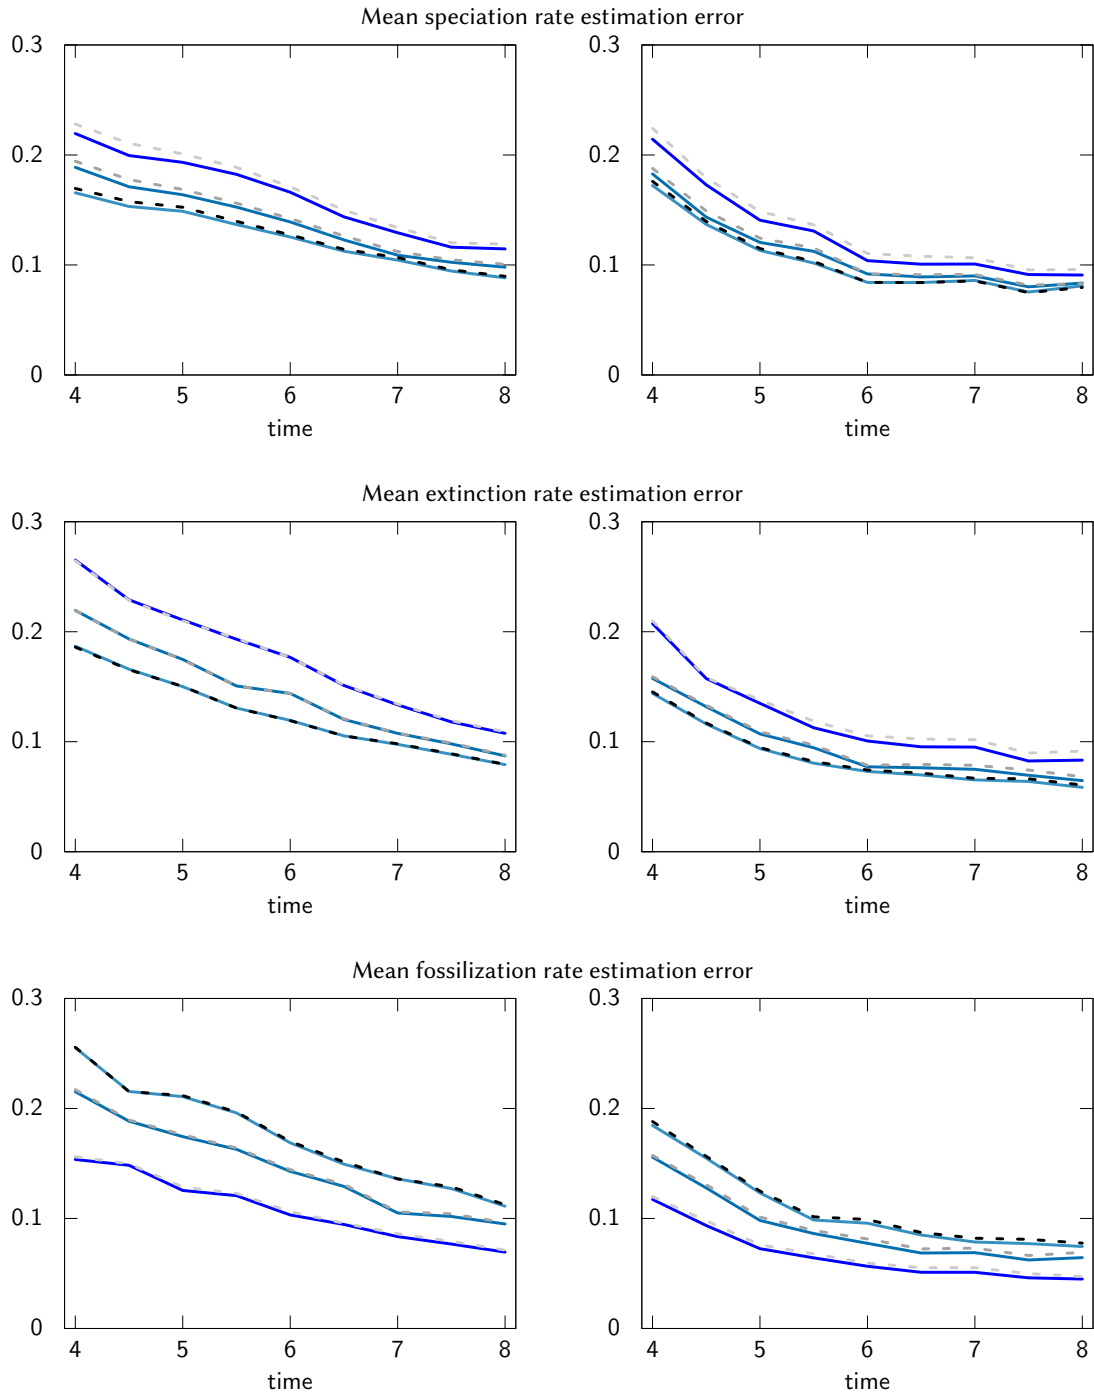 Mean speciation rate estimation error
0.3 0.3
0.2 0.2
0.1 0.1
0 0
4 5 6 7 8 4 5 6 7 8
time time
Mean extinction rate estimation error
0.3 0.3
0.2 0.2
0.1 0.1
0 0
4 5 6 7 8 4 5 6 7 8
time time
Mean fossilization rate estimation error
0.3 0.3
0.2 0.2
0.1 0.1
0 0
4 5 6 7 8 4 5 6 7 8
time time